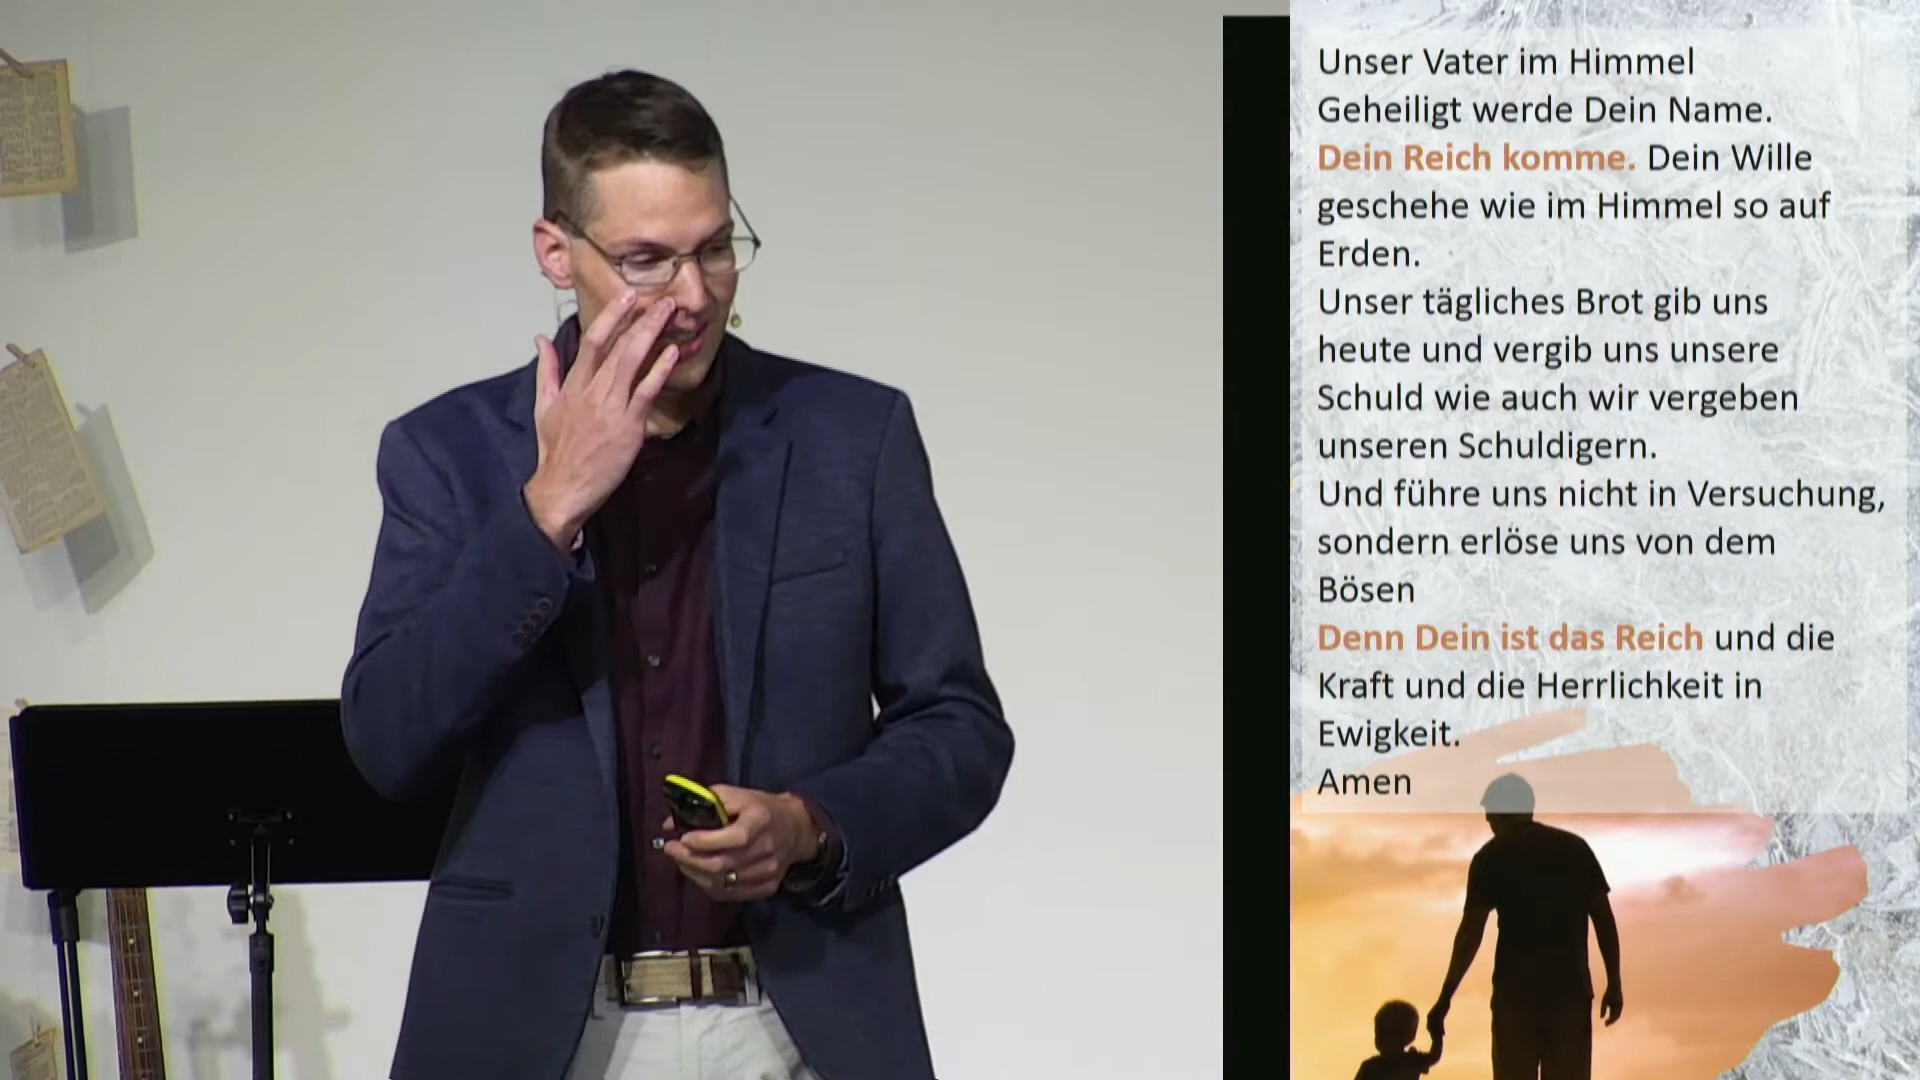 Unser Vater im Himmel
Geheiligt werde Dein Name.
Dein Reich komme. Dein Wille
geschehe wie im Himmel so auf
Erden.
Unser tägliches Brot gib uns
heute und vergib uns unsere
Schuld wie auch wir vergeben
unseren Schuldigern.
Und führe uns nicht in Versuchung,
sondern erlöse uns von dem
Bösen
Denn Dein ist das Reich und die
Kraft und die Herrlichkeit in
Ewigkeit.
Amen